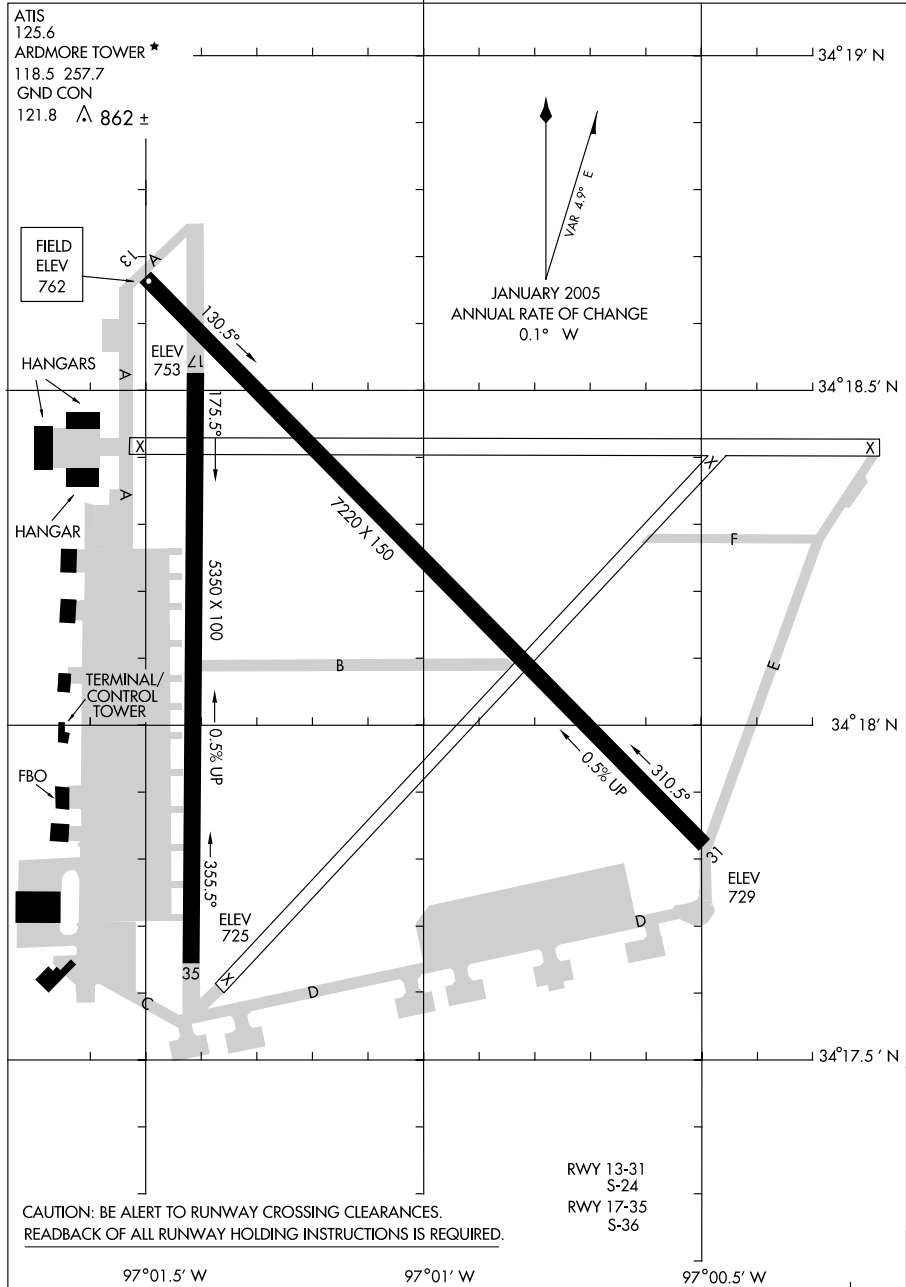 ATIS
125.6
ARDMORE TOWER ★
118.5 257.7
GND CON
121.8 862 ±
34°19' N
VAR 4.9° E
JANUARY 2005
ANNUAL RATE OF CHANGE
0.1° W
FIELD
ELEV
762
13
A
130.5°
ELEV
753
17
HANGARS
A
175.5°
34°18.5' N
X
X
X
A
HANGAR
7220 X 150
F
5350 X 100
B
E
TERMINAL/
CONTROL
TOWER
34°18' N
0.5% UP
0.5% UP
310.5°
FBO
355.5°
31
ELEV
729
ELEV
725
D
35
X
D
C
34°17.5' N
RWY 13-31
S-24
RWY 17-35
S-36
CAUTION: BE ALERT TO RUNWAY CROSSING CLEARANCES.
READBACK OF ALL RUNWAY HOLDING INSTRUCTIONS IS REQUIRED.
97°01.5' W
97°01' W
97°00.5' W